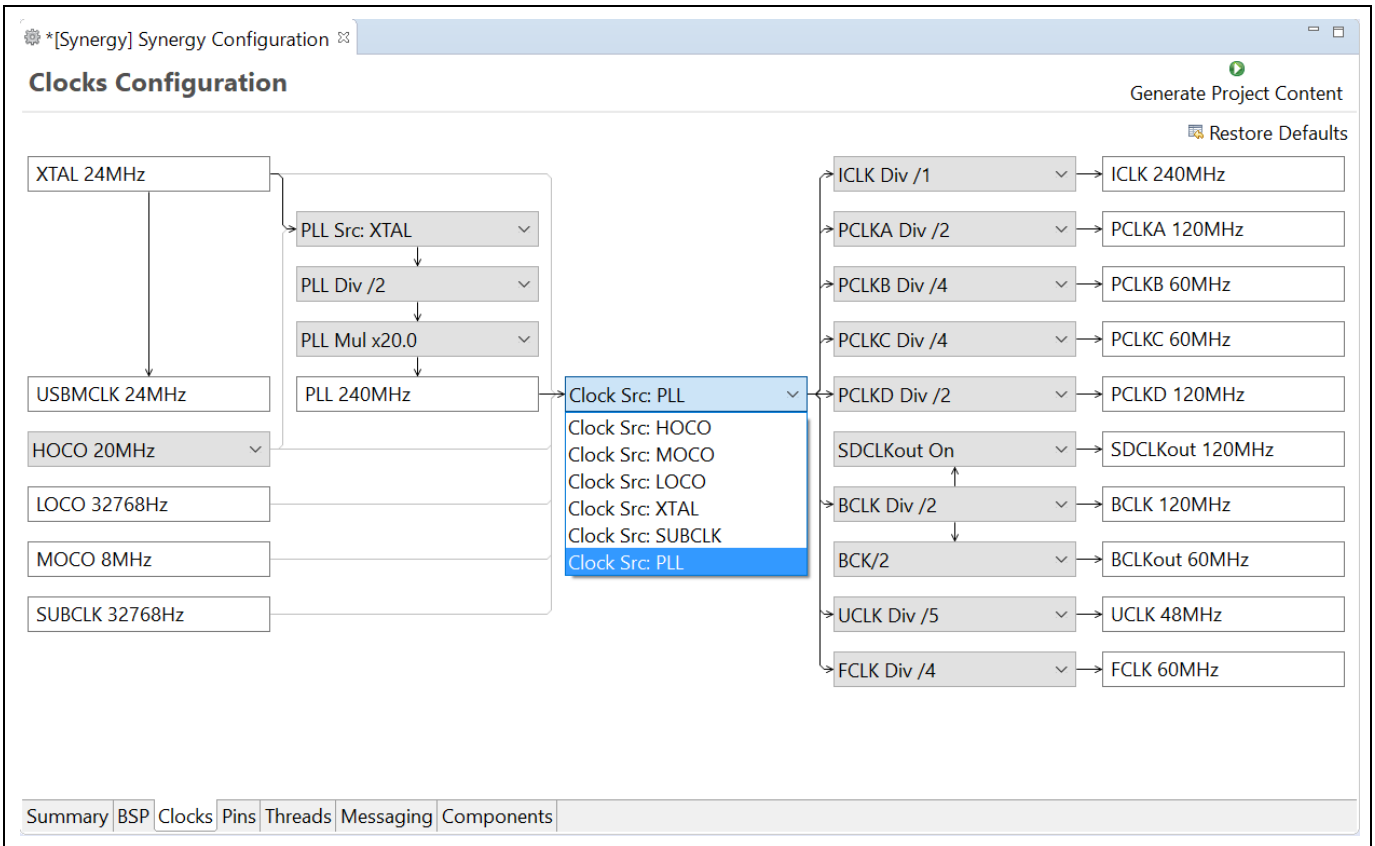 *[Synergy] Synergy Configuration
Clocks Configuration
Generate Project Content
Restore Defaults
XTAL 24MHz
USBMCLK 24MHz
HOCO 20MHz
LOCO 32768Hz
MOCO 8MHz
SUBCLK 32768Hz
PLL Src: XTAL
PLL Div /2
PLL Mul x20.0
PLL 240MHz
Clock Src: PLL
Clock Src: HOCO
Clock Src: MOCO
Clock Src: LOCO
Clock Src: XTAL
Clock Src: SUBCLK
Clock Src: PLL
ICLK Div /1
ICLK 240MHz
PCLKA Div /2
PCLKA 120MHz
PCLKB Div /4
PCLKB 60MHz
PCLKC Div /4
PCLKC 60MHz
PCLKD Div /2
PCLKD 120MHz
SDCLKout On
SDCLKout 120MHz
BCLK Div /2
BCLK 120MHz
BCK/2
BCLKout 60MHz
UCLK Div /5
UCLK 48MHz
FCLK Div /4
FCLK 60MHz
Summary BSP Clocks Pins Threads Messaging Components